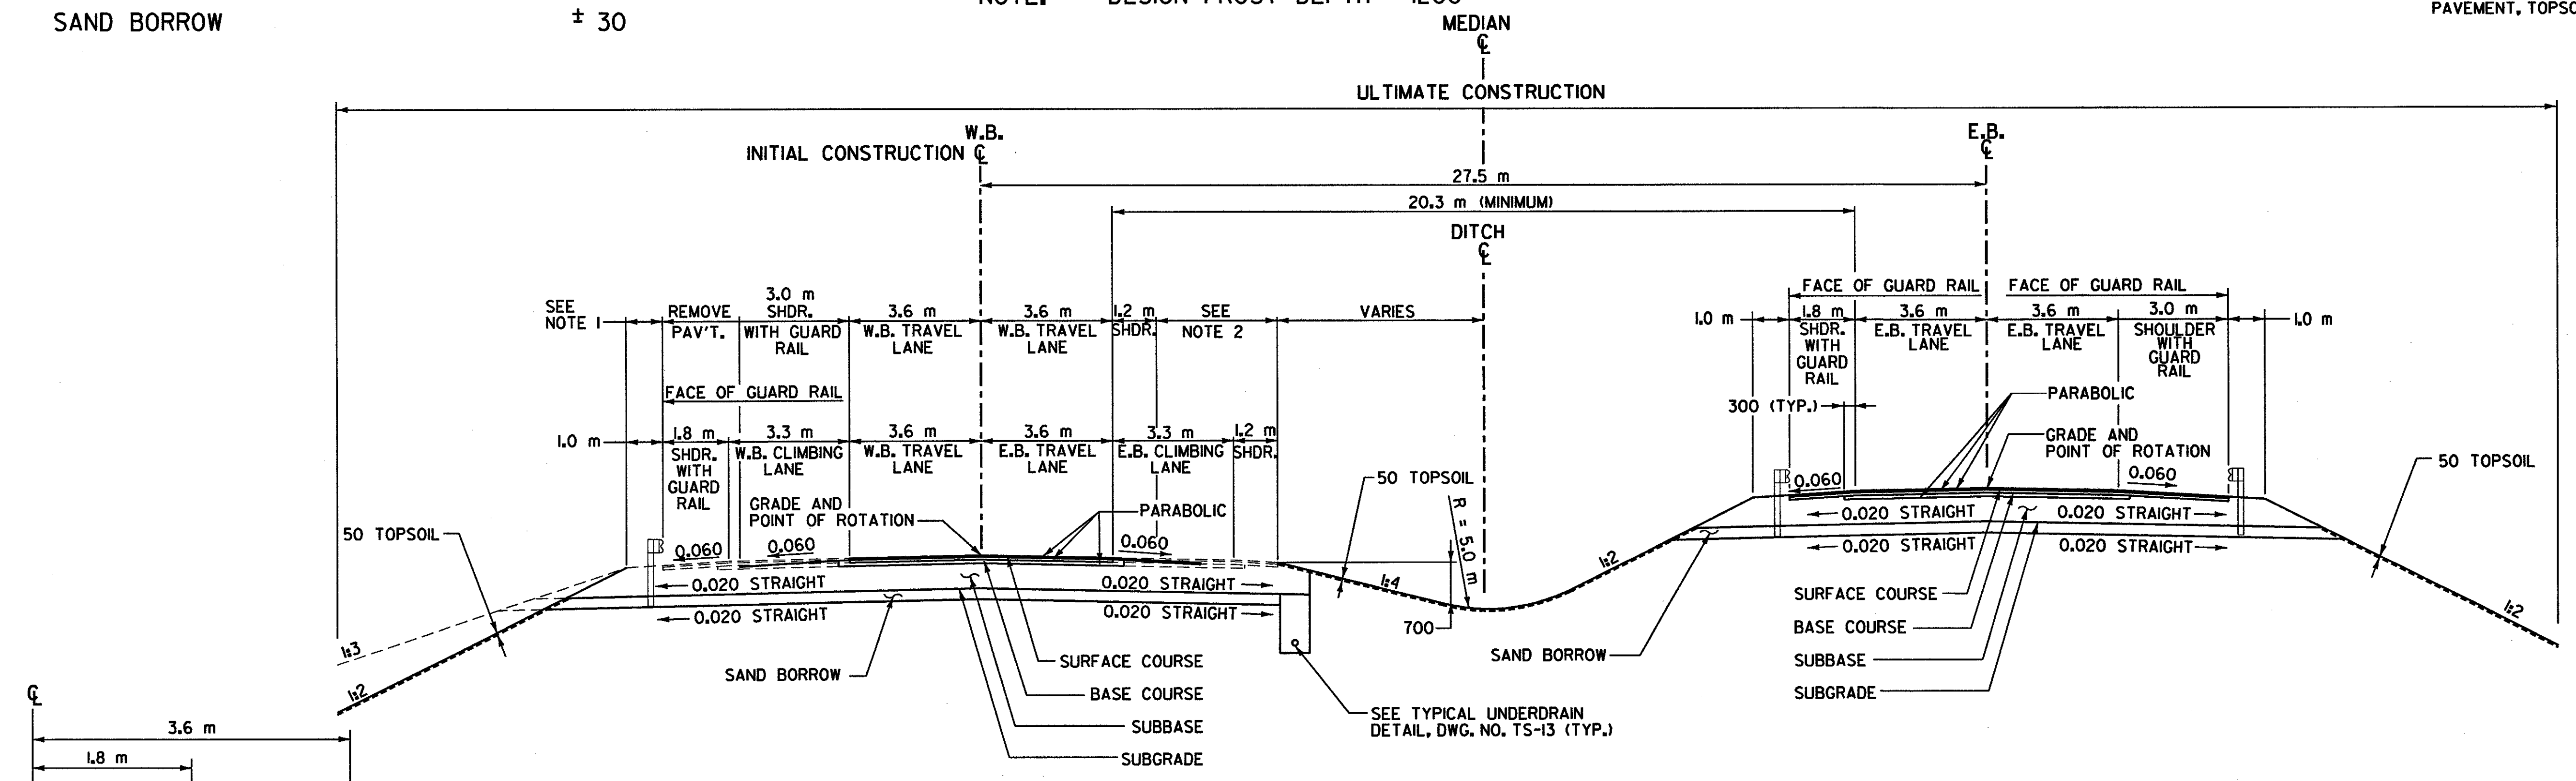 SAND BORROW ± 30
MEDIAN
℄
ULTIMATE CONSTRUCTION
W.B.
INITIAL CONSTRUCTION ℄
E.B.
℄
27.5 m
20.3 m (MINIMUM)
DITCH
℄
SEE
NOTE 1
REMOVE
PAV'T.
3.0 m
SHDR.
WITH GUARD
RAIL
3.6 m
W.B. TRAVEL
LANE
3.6 m
W.B. TRAVEL
LANE
1.2 m
SHDR.
SEE
NOTE 2
VARIES
FACE OF GUARD RAIL
FACE OF GUARD RAIL
1.0 m
1.8 m
SHDR.
WITH
GUARD
RAIL
3.6 m
E.B. TRAVEL
LANE
3.6 m
E.B. TRAVEL
LANE
3.0 m
SHOULDER
WITH
GUARD
RAIL
1.0 m
FACE OF GUARD RAIL
1.0 m
1.8 m
SHDR.
WITH
GUARD
RAIL
3.3 m
W.B. CLIMBING
LANE
3.6 m
W.B. TRAVEL
LANE
3.6 m
E.B. TRAVEL
LANE
3.3 m
E.B. CLIMBING
LANE
1.2 m
SHDR.
300 (TYP.)
PARABOLIC
GRADE AND
POINT OF ROTATION
50 TOPSOIL
GRADE AND
POINT OF ROTATION
PARABOLIC
50 TOPSOIL
50 TOPSOIL
R = 5.0 m
0.060
0.060
0.060
0.060
0.060
0.020 STRAIGHT
0.020 STRAIGHT
0.020 STRAIGHT
0.020 STRAIGHT
0.020 STRAIGHT
0.020 STRAIGHT
0.020 STRAIGHT
0.020 STRAIGHT
1:4
1:2
1:2
1:3
1:2
700
SAND BORROW
SURFACE COURSE
BASE COURSE
SUBBASE
SUBGRADE
SEE TYPICAL UNDERDRAIN
DETAIL, DWG. NO. TS-13 (TYP.)
SAND BORROW
SURFACE COURSE
BASE COURSE
SUBBASE
SUBGRADE
℄
3.6 m
1.8 m